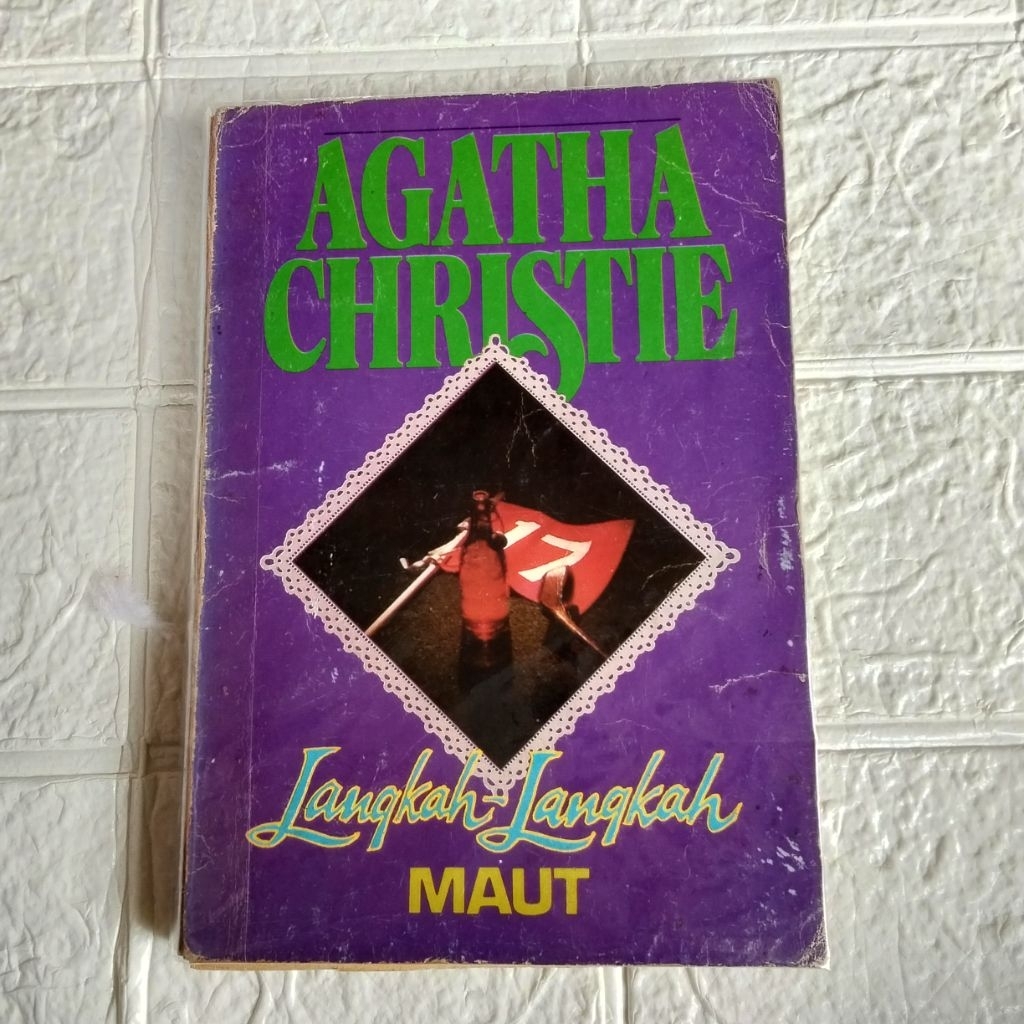 AGATHA
CHRISTIE
17
Langkah-Langkah
MAUT